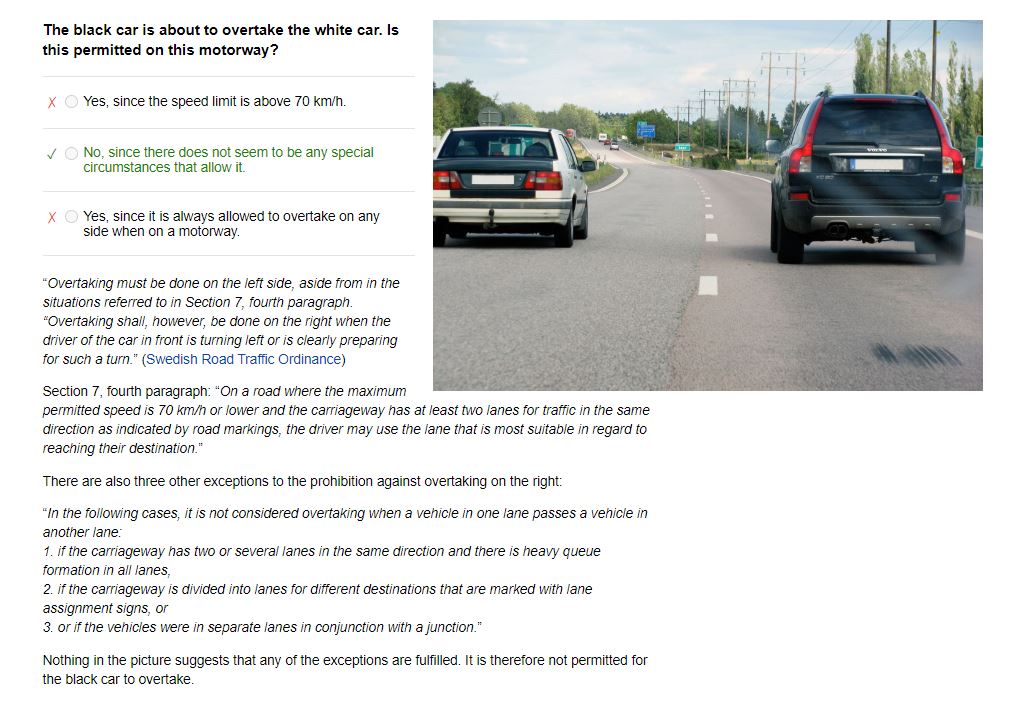 The black car is about to overtake the white car. Is
this permitted on this motorway?
X Yes, since the speed limit is above 70 km/h.
✓ No, since there does not seem to be any special
circumstances that allow it.
X Yes, since it is always allowed to overtake on any
side when on a motorway.
“Overtaking must be done on the left side, aside from in the
situations referred to in Section 7, fourth paragraph.
“Overtaking shall, however, be done on the right when the
driver of the car in front is turning left or is clearly preparing
for such a turn.” (Swedish Road Traffic Ordinance)
Section 7, fourth paragraph: “On a road where the maximum
permitted speed is 70 km/h or lower and the carriageway has at least two lanes for traffic in the same
direction as indicated by road markings, the driver may use the lane that is most suitable in regard to
reaching their destination.”
There are also three other exceptions to the prohibition against overtaking on the right:
“In the following cases, it is not considered overtaking when a vehicle in one lane passes a vehicle in
another lane:
1. if the carriageway has two or several lanes in the same direction and there is heavy queue
formation in all lanes,
2. if the carriageway is divided into lanes for different destinations that are marked with lane
assignment signs, or
3. or if the vehicles were in separate lanes in conjunction with a junction.”
Nothing in the picture suggests that any of the exceptions are fulfilled. It is therefore not permitted for
the black car to overtake.
VOLVO